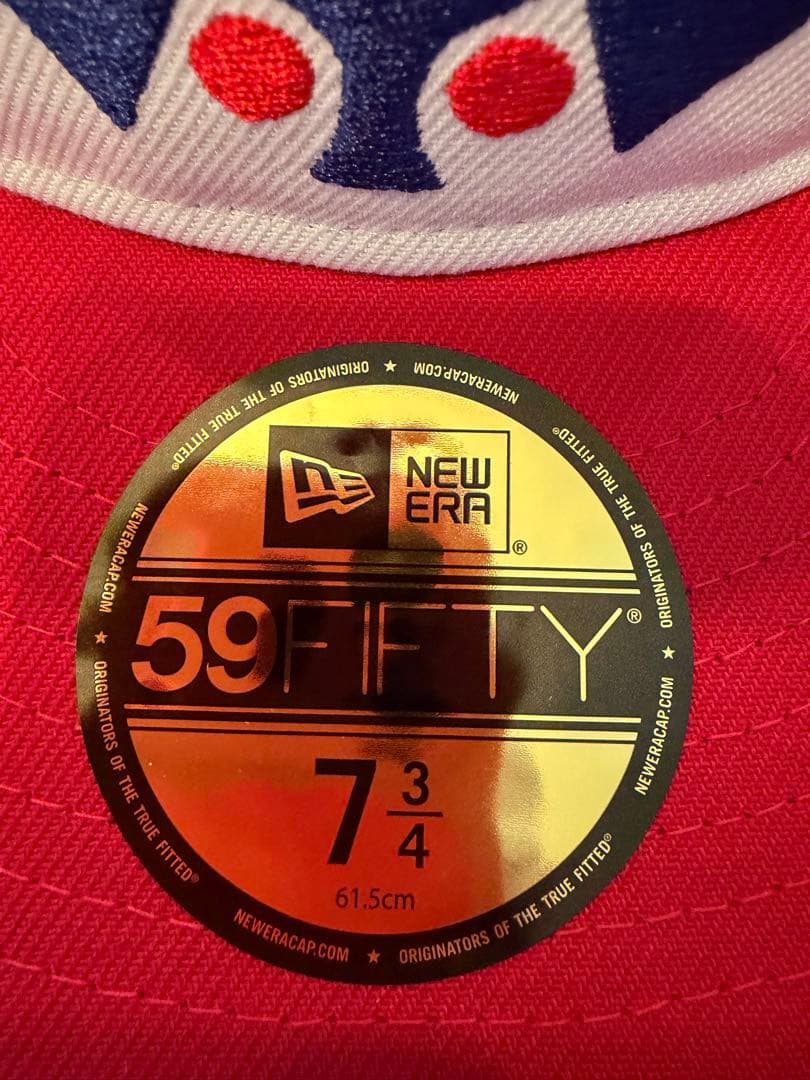 NEW
ERA®
59FIFTY®
7 3/4
61.5cm
ORIGINATORS OF THE TRUE FITTED® ★ NEWERACAP.COM
ORIGINATORS OF THE TRUE FITTED® ★ NEWERACAP.COM
ORIGINATORS OF THE TRUE FITTED® ★ NEWERACAP.COM
ORIGINATORS OF THE TRUE FITTED® ★ NEWERACAP.COM